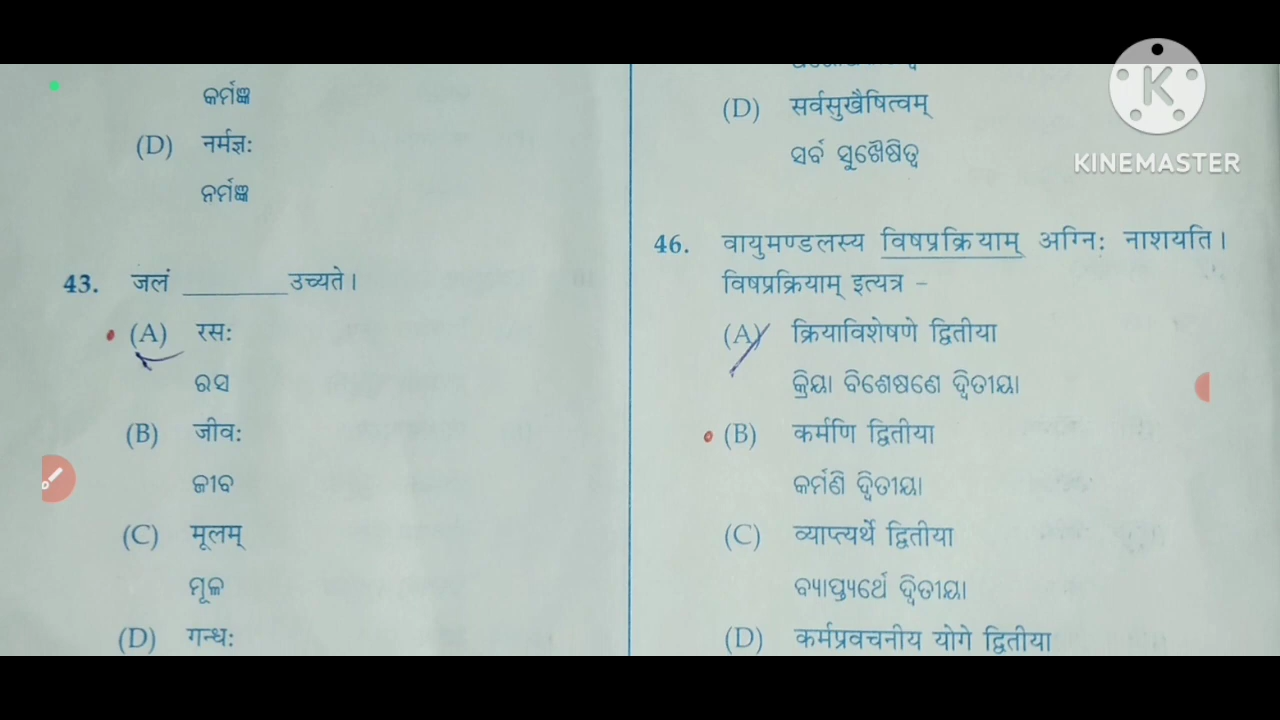 କର୍ମଜ୍ଞ
(D) नर्मज्ञः
ନର୍ମଜ୍ଞ
43. जलं ________ उच्यते।
(A) रसः
ରସ
(B) जीवः
ଜୀବ
(C) मूलम्
ମୂଳ
(D) गन्धः
(D) सर्वसुखैषित्वम्
ସର୍ବ ସୁଖୈଷିତ୍ବ
46. वायुमण्डलस्य विषप्रक्रियाम् अग्निः नाशयति।
विषप्रक्रियाम् इत्यत्र –
(A) क्रियाविशेषणे द्वितीया
କ୍ରିୟା ବିଶେଷଣେ ଦ୍ୱିତୀୟା
(B) कर्मणि द्वितीया
କର୍ମଣି ଦ୍ୱିତୀୟା
(C) व्याप्त्यर्थे द्वितीया
ବ୍ୟାପ୍ତ୍ୟର୍ଥେ ଦ୍ୱିତୀୟା
(D) कर्मप्रवचनीय योगे द्वितीया
K
KINEMASTER